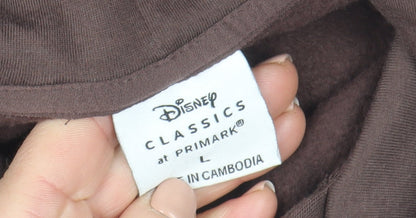 Disney
CLASSICS
at PRIMARK®
L
IN CAMBODIA